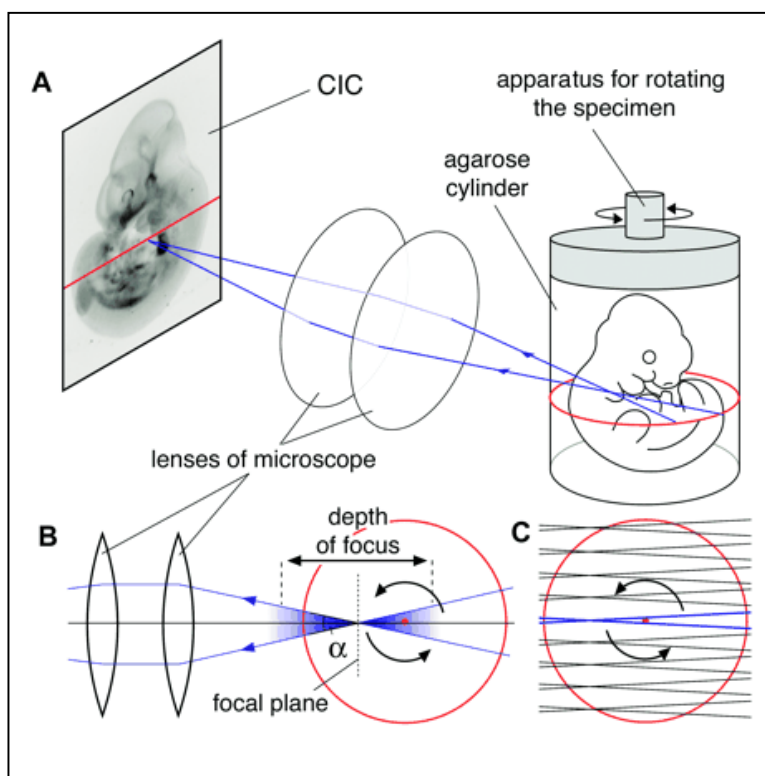 A
CIC
apparatus for rotating
the specimen
agarose
cylinder
lenses of microscope
B
depth
of focus
α
focal plane
C